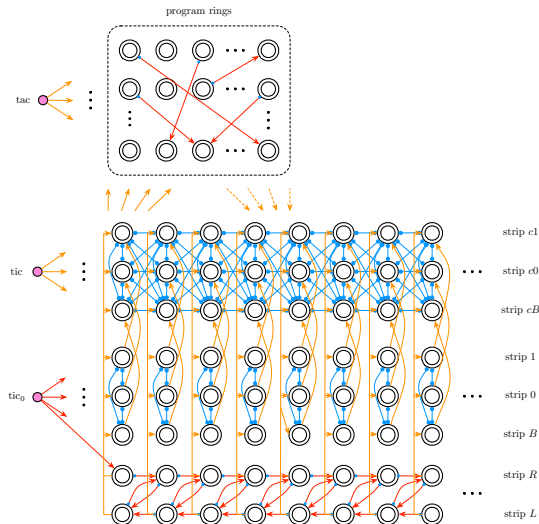 program rings
tac
strip c1
tic
strip c0
strip cB
strip 1
tic₀
strip 0
strip B
strip R
strip L